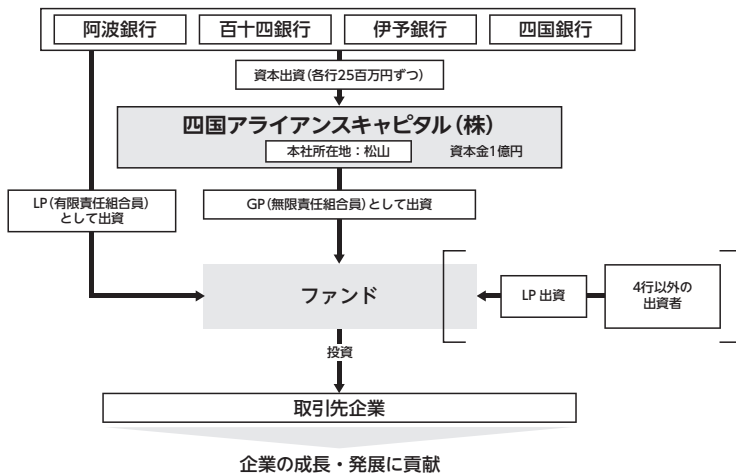 阿波銀行
百十四銀行
伊予銀行
四国銀行
資本出資(各行25百万円ずつ)
四国アライアンスキャピタル(株)
本社所在地:松山
資本金1億円
LP(有限責任組合員)
として出資
GP(無限責任組合員)として出資
ファンド
LP 出資
4行以外の
出資者
投資
取引先企業
企業の成長・発展に貢献